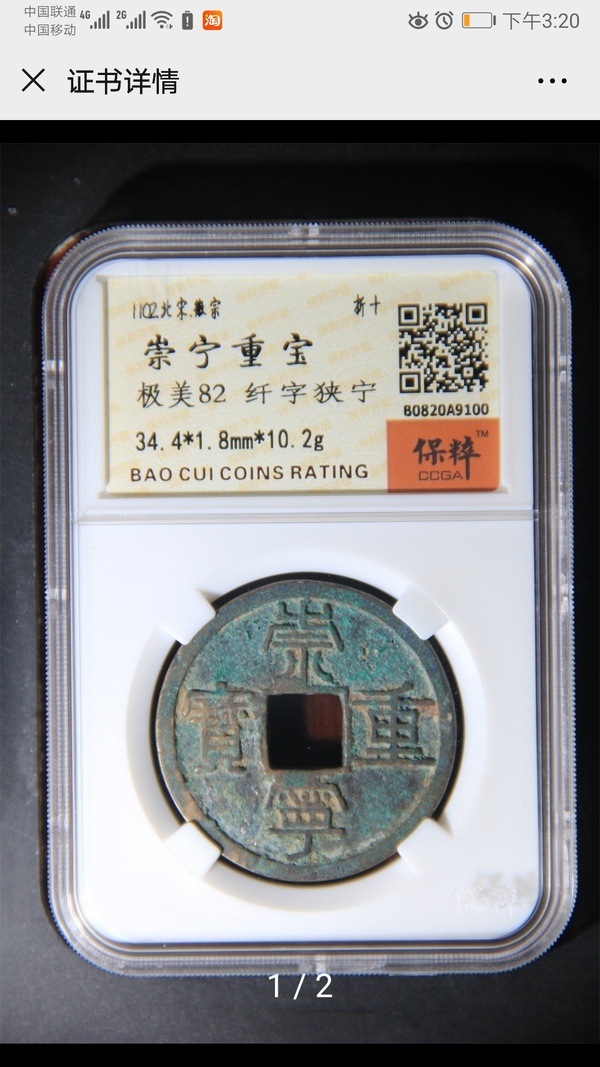 中国联通 4G 2G 淘 下午3:20
中国移动
证书详情
1102北宋.徽宗 折十
崇宁重宝
极美82 纤字狭宁
B0820A9100
34.4*1.8mm*10.2g
保粹™
CCGA
BAO CUI COINS RATING
崇
寶 重
寧
1 / 2